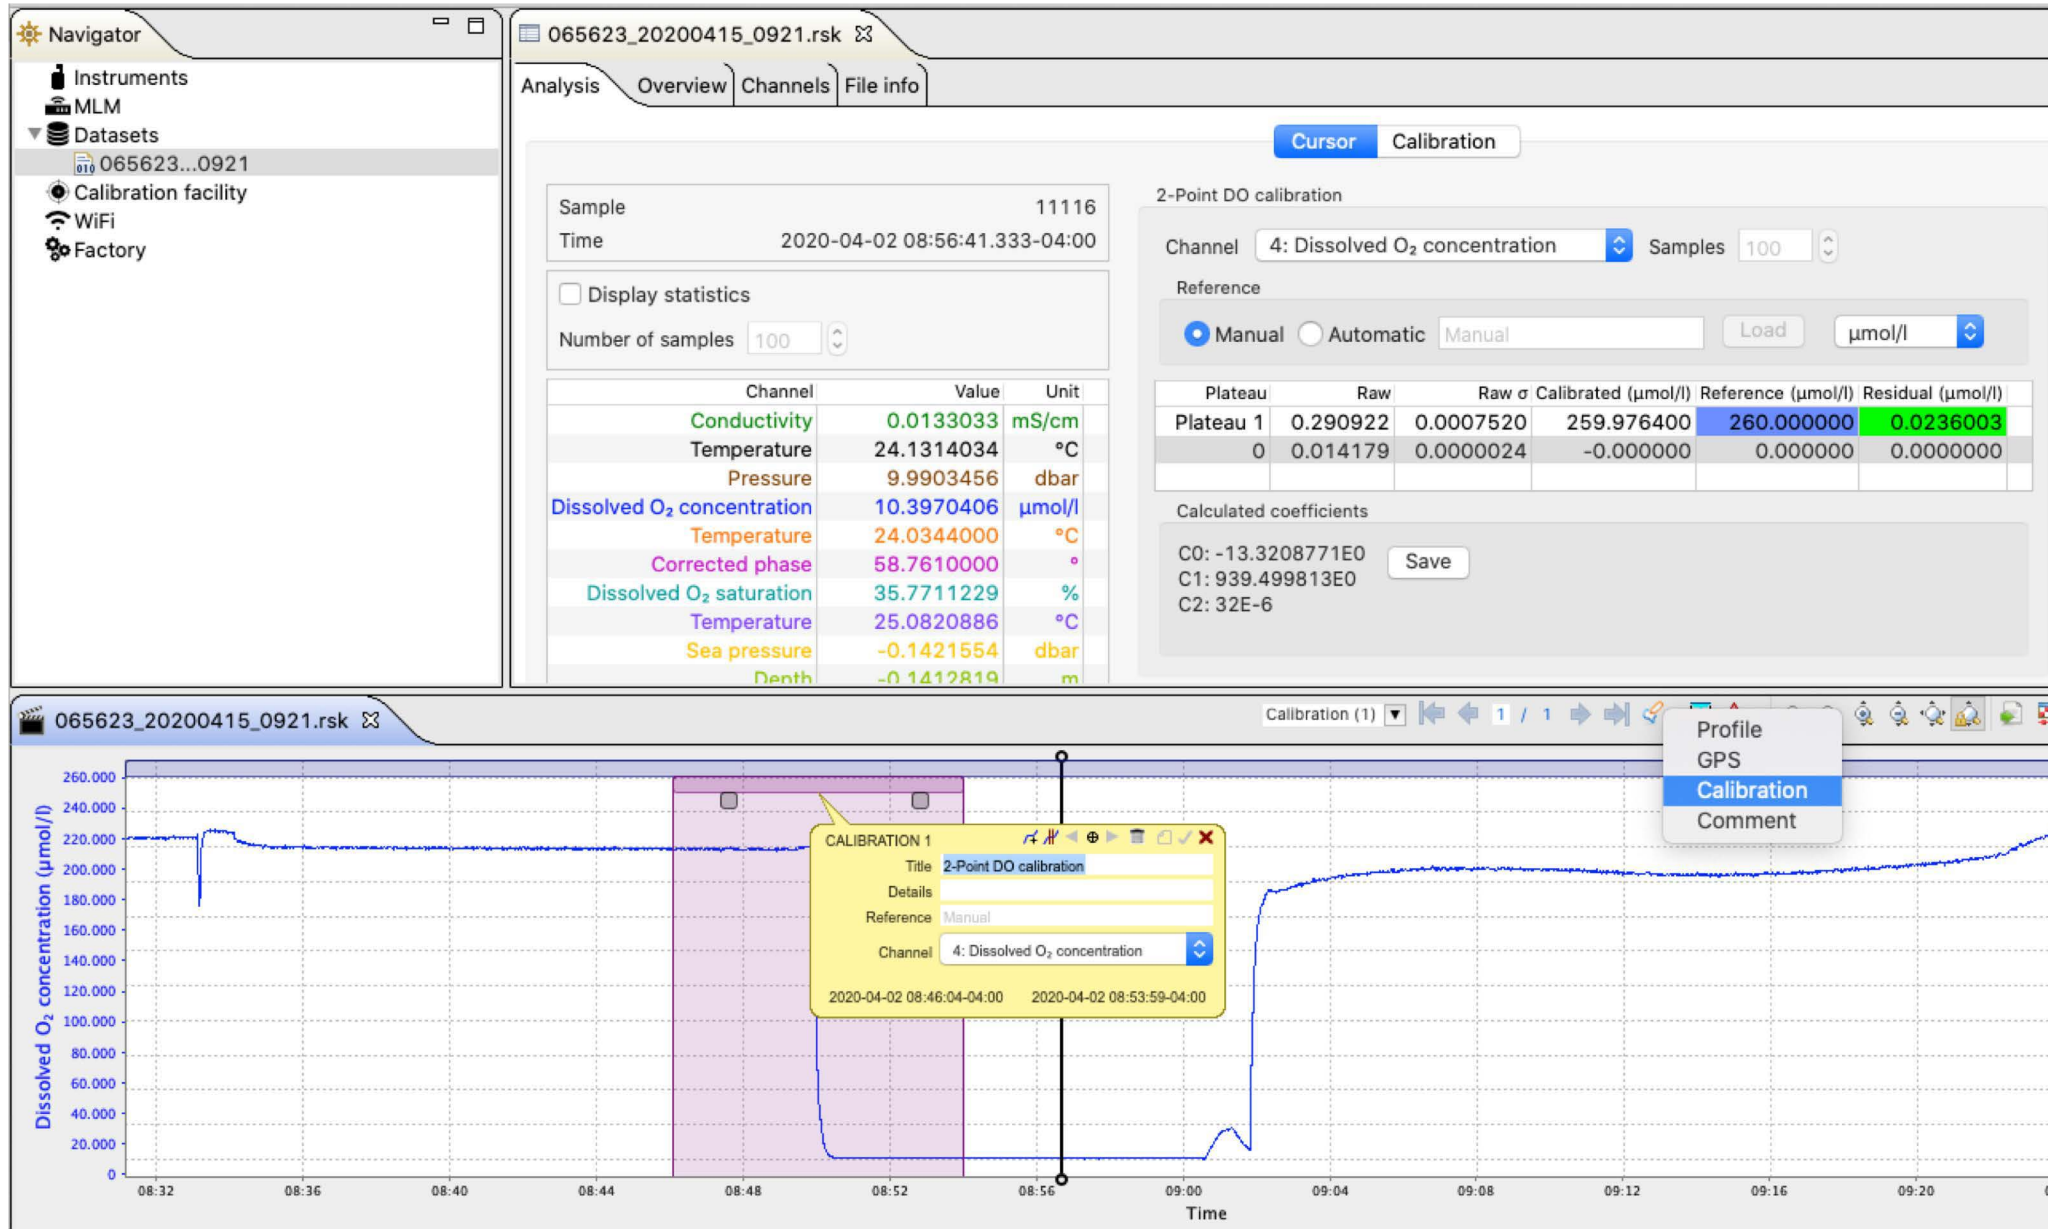 Navigator
065623_20200415_0921.rsk
Instruments
MLM
Datasets
065623...0921
Calibration facility
WiFi
Factory
Analysis Overview Channels File info
Cursor Calibration
Sample 11116
Time 2020-04-02 08:56:41.333-04:00
Display statistics
Number of samples 100
Channel Value Unit
Conductivity 0.0133033 mS/cm
Temperature 24.1314034 °C
Pressure 9.9903456 dbar
Dissolved O₂ concentration 10.3970406 µmol/l
Temperature 24.0344000 °C
Corrected phase 58.7610000 °
Dissolved O₂ saturation 35.7711229 %
Temperature 25.0820886 °C
Sea pressure -0.1421554 dbar
Depth -0.1412819 m
2-Point DO calibration
Channel 4: Dissolved O₂ concentration Samples 100
Reference
Manual Automatic Manual Load µmol/l
Plateau Raw Raw σ Calibrated (µmol/l) Reference (µmol/l) Residual (µmol/l)
Plateau 1 0.290922 0.0007520 259.976400 260.000000 0.0236003
0 0.014179 0.0000024 -0.000000 0.000000 0.0000000
Calculated coefficients
C0: -13.3208771E0
C1: 939.499813E0
C2: 32E-6
Save
065623_20200415_0921.rsk
Calibration (1) 1 / 1
Profile
GPS
Calibration
Comment
Dissolved O₂ concentration (µmol/l)
260.000
240.000
220.000
200.000
180.000
160.000
140.000
120.000
100.000
80.000
60.000
40.000
20.000
0
CALIBRATION 1
Title 2-Point DO calibration
Details
Reference Manual
Channel 4: Dissolved O₂ concentration
2020-04-02 08:46:04-04:00 2020-04-02 08:53:59-04:00
08:32 08:36 08:40 08:44 08:48 08:52 08:56 09:00 09:04 09:08 09:12 09:16 09:20
Time